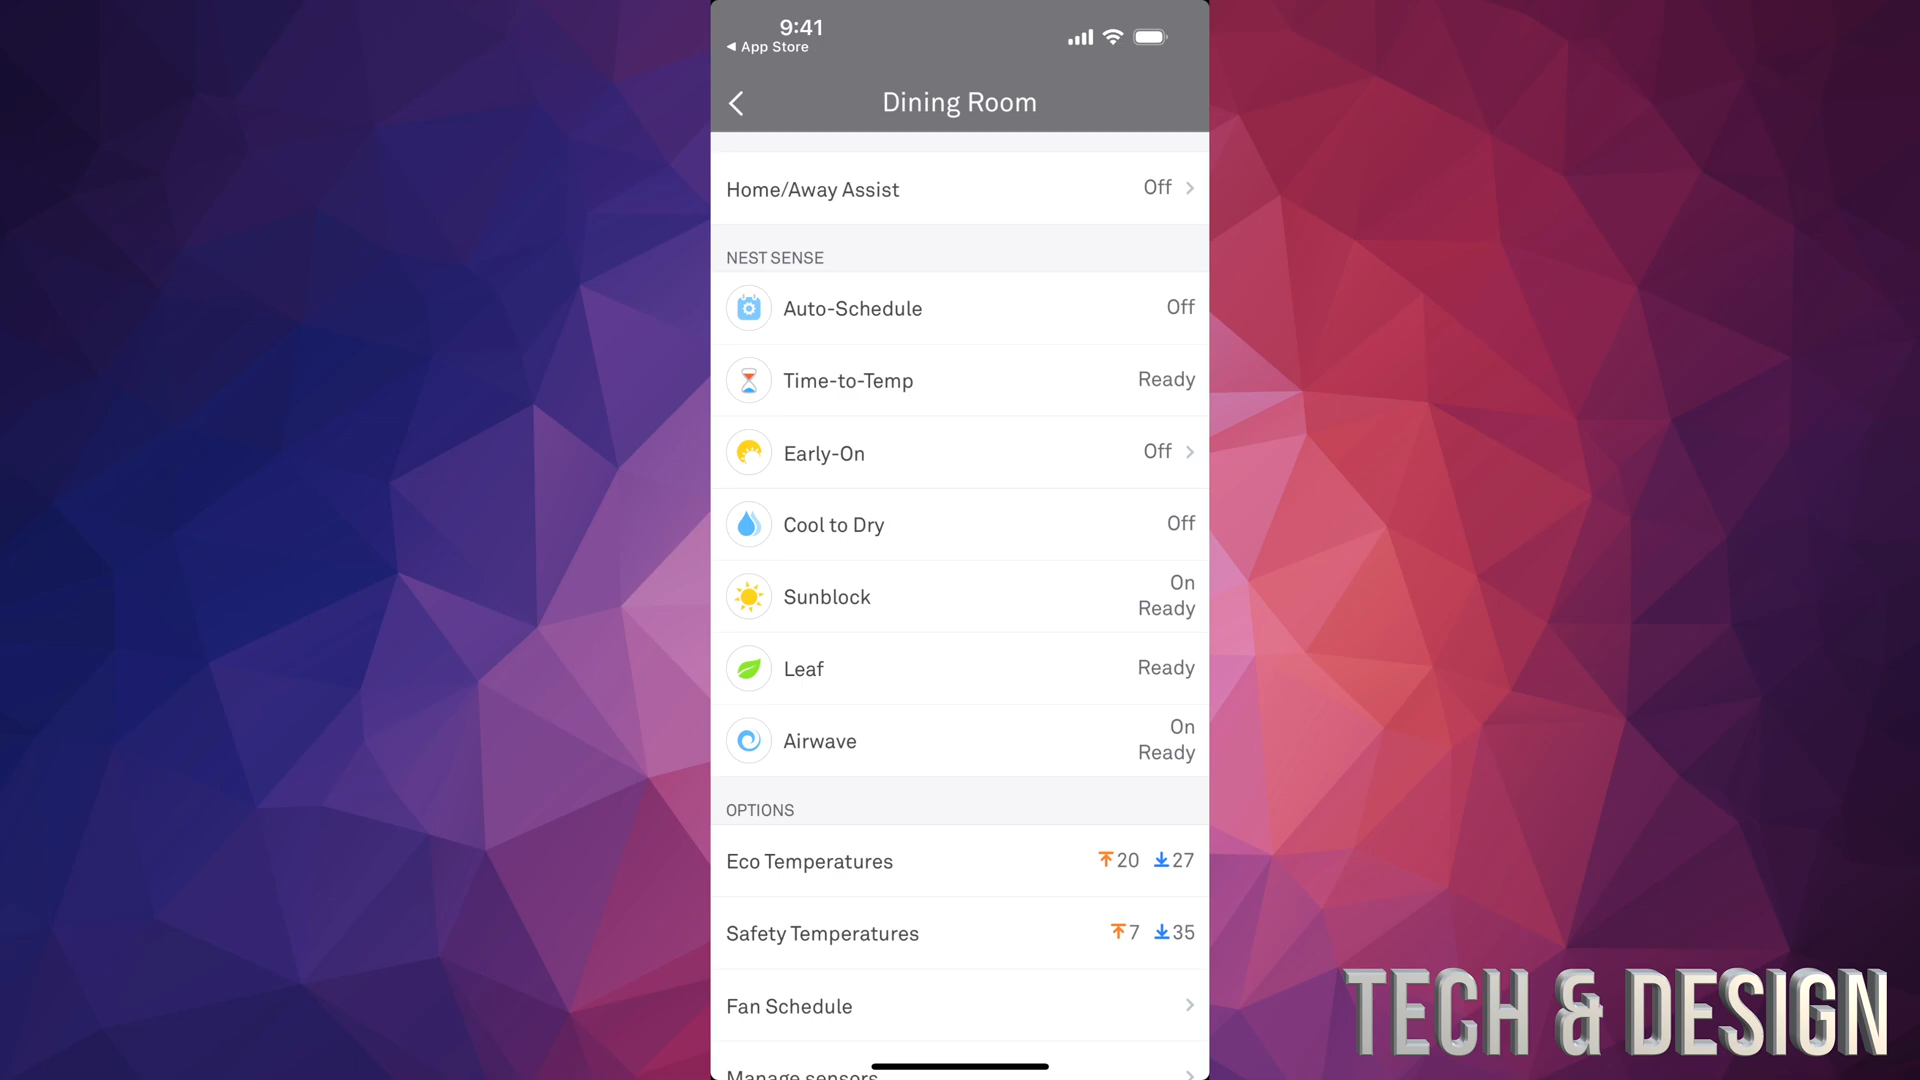 9:41
◀ App Store
Dining Room
Home/Away Assist Off
NEST SENSE
Auto-Schedule Off
Time-to-Temp Ready
Early-On Off
Cool to Dry Off
Sunblock On Ready
Leaf Ready
Airwave On Ready
OPTIONS
Eco Temperatures 20 27
Safety Temperatures 7 35
Fan Schedule
Manage sensors
TECH & DESIGN